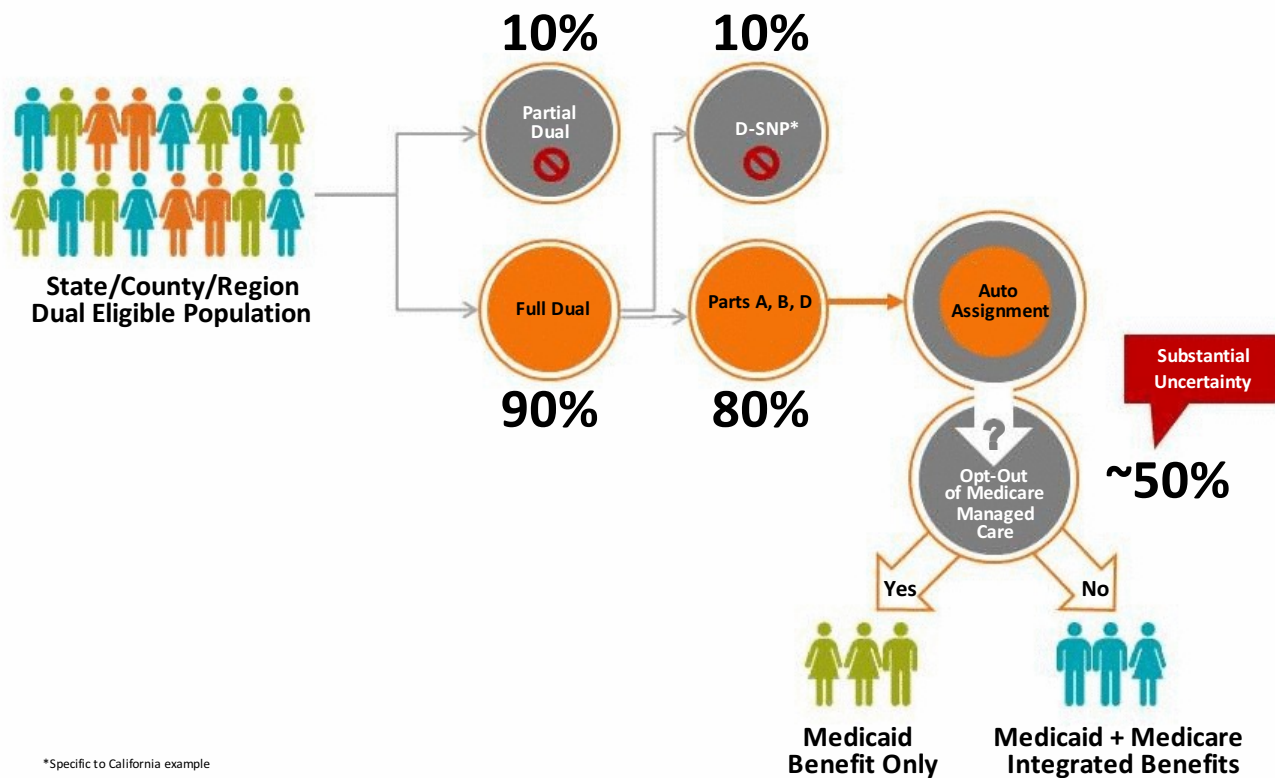 10%
10%
Partial
Dual
D-SNP*
State/County/Region
Dual Eligible Population
Full Dual
Parts A, B, D
Auto
Assignment
90%
80%
Substantial
Uncertainty
?
~50%
Opt-Out
of Medicare
Managed
Care
Yes
No
Medicaid
Benefit Only
Medicaid + Medicare
Integrated Benefits
*Specific to California example